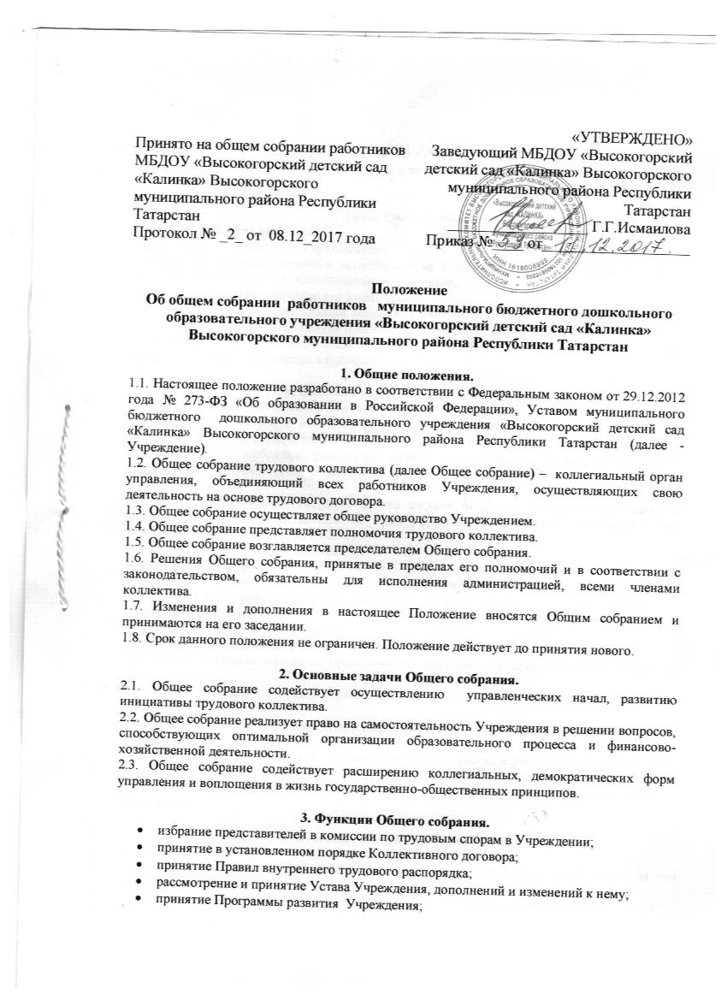 Принято на общем собрании работников
МБДОУ «Высокогорский детский сад
«Калинка» Высокогорского
муниципального района Республики
Татарстан
Протокол № _2_ от 08.12_2017 года
«УТВЕРЖДЕНО»
Заведующий МБДОУ «Высокогорский
детский сад «Калинка» Высокогорского
муниципального района Республики
Татарстан
Г.Г.Исмаилова
Приказ № от 12.2017.
Положение
Об общем собрании работников муниципального бюджетного дошкольного
образовательного учреждения «Высокогорский детский сад «Калинка»
Высокогорского муниципального района Республики Татарстан
1. Общие положения.
1.1. Настоящее положение разработано в соответствии с Федеральным законом от 29.12.2012
года № 273-ФЗ «Об образовании в Российской Федерации», Уставом муниципального
бюджетного дошкольного образовательного учреждения «Высокогорский детский сад
«Калинка» Высокогорского муниципального района Республики Татарстан (далее -
Учреждение).
1.2. Общее собрание трудового коллектива (далее Общее собрание) – коллегиальный орган
управления, объединяющий всех работников Учреждения, осуществляющих свою
деятельность на основе трудового договора.
1.3. Общее собрание осуществляет общее руководство Учреждением.
1.4. Общее собрание представляет полномочия трудового коллектива.
1.5. Общее собрание возглавляется председателем Общего собрания.
1.6. Решения Общего собрания, принятые в пределах его полномочий и в соответствии с
законодательством, обязательны для исполнения администрацией, всеми членами
коллектива.
1.7. Изменения и дополнения в настоящее Положение вносятся Общим собранием и
принимаются на его заседании.
1.8. Срок данного положения не ограничен. Положение действует до принятия нового.
2. Основные задачи Общего собрания.
2.1. Общее собрание содействует осуществлению управленческих начал, развитию
инициативы трудового коллектива.
2.2. Общее собрание реализует право на самостоятельность Учреждения в решении вопросов,
способствующих оптимальной организации образовательного процесса и финансово-
хозяйственной деятельности.
2.3. Общее собрание содействует расширению коллегиальных, демократических форм
управления и воплощения в жизнь государственно-общественных принципов.
3. Функции Общего собрания.
• избрание представителей в комиссии по трудовым спорам в Учреждении;
• принятие в установленном порядке Коллективного договора;
• принятие Правил внутреннего трудового распорядка;
• рассмотрение и принятие Устава Учреждения, дополнений и изменений к нему;
• принятие Программы развития Учреждения;